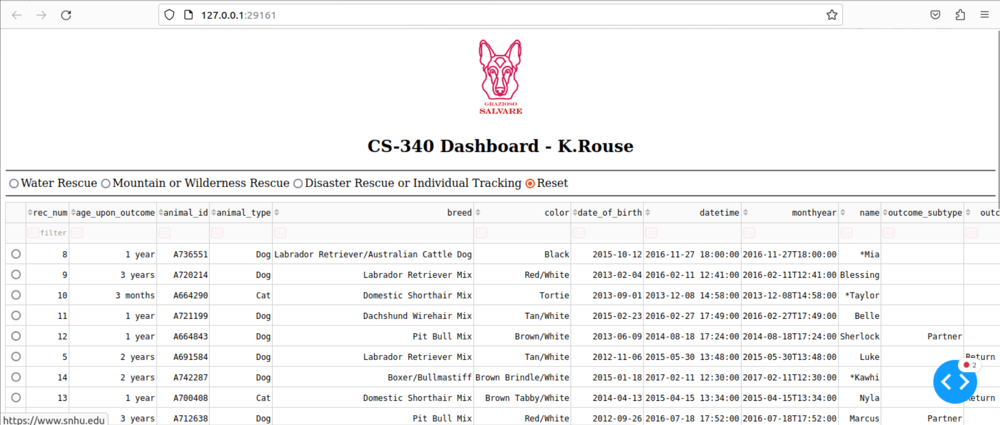 127.0.0.1:29161
GRAZIOSO
SALVARE
CS-340 Dashboard - K.Rouse
Water Rescue Mountain or Wilderness Rescue Disaster Rescue or Individual Tracking Reset
rec_num age_upon_outcome animal_id animal_type breed color date_of_birth datetime monthyear name outcome_subtype outc
Aa filter Aa Aa Aa Aa Aa Aa Aa Aa Aa Aa Aa
8 1 year A736551 Dog Labrador Retriever/Australian Cattle Dog Black 2015-10-12 2016-11-27 18:00:00 2016-11-27T18:00:00 *Mia
9 3 years A720214 Dog Labrador Retriever Mix Red/White 2013-02-04 2016-02-11 12:41:00 2016-02-11T12:41:00 Blessing
10 3 months A664290 Cat Domestic Shorthair Mix Tortie 2013-09-01 2013-12-08 14:58:00 2013-12-08T14:58:00 *Taylor
11 1 year A721199 Dog Dachshund Wirehair Mix Tan/White 2015-02-23 2016-02-27 17:49:00 2016-02-27T17:49:00 Belle
12 1 year A664843 Dog Pit Bull Mix Brown/White 2013-06-09 2014-08-18 17:24:00 2014-08-18T17:24:00 Sherlock Partner
5 2 years A691584 Dog Labrador Retriever Mix Tan/White 2012-11-06 2015-05-30 13:48:00 2015-05-30T13:48:00 Luke Return
2
14 2 years A742287 Dog Boxer/Bullmastiff Brown Brindle/White 2015-01-18 2017-02-11 12:30:00 2017-02-11T12:30:00 *Kawhi
13 1 year A700408 Cat Domestic Shorthair Mix Brown Tabby/White 2014-04-13 2015-04-15 13:34:00 2015-04-15T13:34:00 Nyla Return
3 years A712638 Dog Pit Bull Mix Red/White 2012-09-26 2016-07-18 17:52:00 2016-07-18T17:52:00 Marcus Partner
https://www.snhu.edu